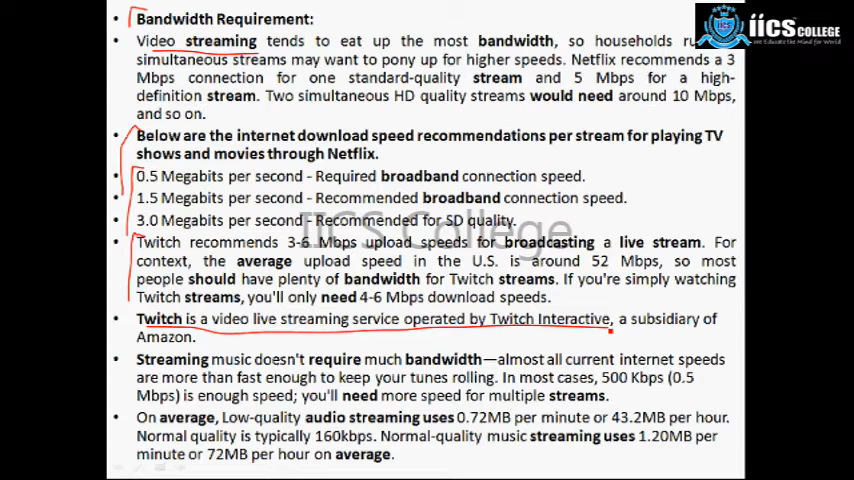 • Bandwidth Requirement:
• Video streaming tends to eat up the most bandwidth, so households ru
simultaneous streams may want to pony up for higher speeds. Netflix recommends a 3
Mbps connection for one standard-quality stream and 5 Mbps for a high-
definition stream. Two simultaneous HD quality streams would need around 10 Mbps,
and so on.
• Below are the internet download speed recommendations per stream for playing TV
shows and movies through Netflix.
• 0.5 Megabits per second - Required broadband connection speed.
• 1.5 Megabits per second - Recommended broadband connection speed.
• 3.0 Megabits per second - Recommended for SD quality.
• Twitch recommends 3-6 Mbps upload speeds for broadcasting a live stream. For
context, the average upload speed in the U.S. is around 52 Mbps, so most
people should have plenty of bandwidth for Twitch streams. If you're simply watching
Twitch streams, you'll only need 4-6 Mbps download speeds.
• Twitch is a video live streaming service operated by Twitch Interactive, a subsidiary of
Amazon.
• Streaming music doesn't require much bandwidth—almost all current internet speeds
are more than fast enough to keep your tunes rolling. In most cases, 500 Kbps (0.5
Mbps) is enough speed; you'll need more speed for multiple streams.
• On average, Low-quality audio streaming uses 0.72MB per minute or 43.2MB per hour.
Normal quality is typically 160kbps. Normal-quality music streaming uses 1.20MB per
minute or 72MB per hour on average.
iics
COLLEGE
We Educate the Mind for World
IICS College